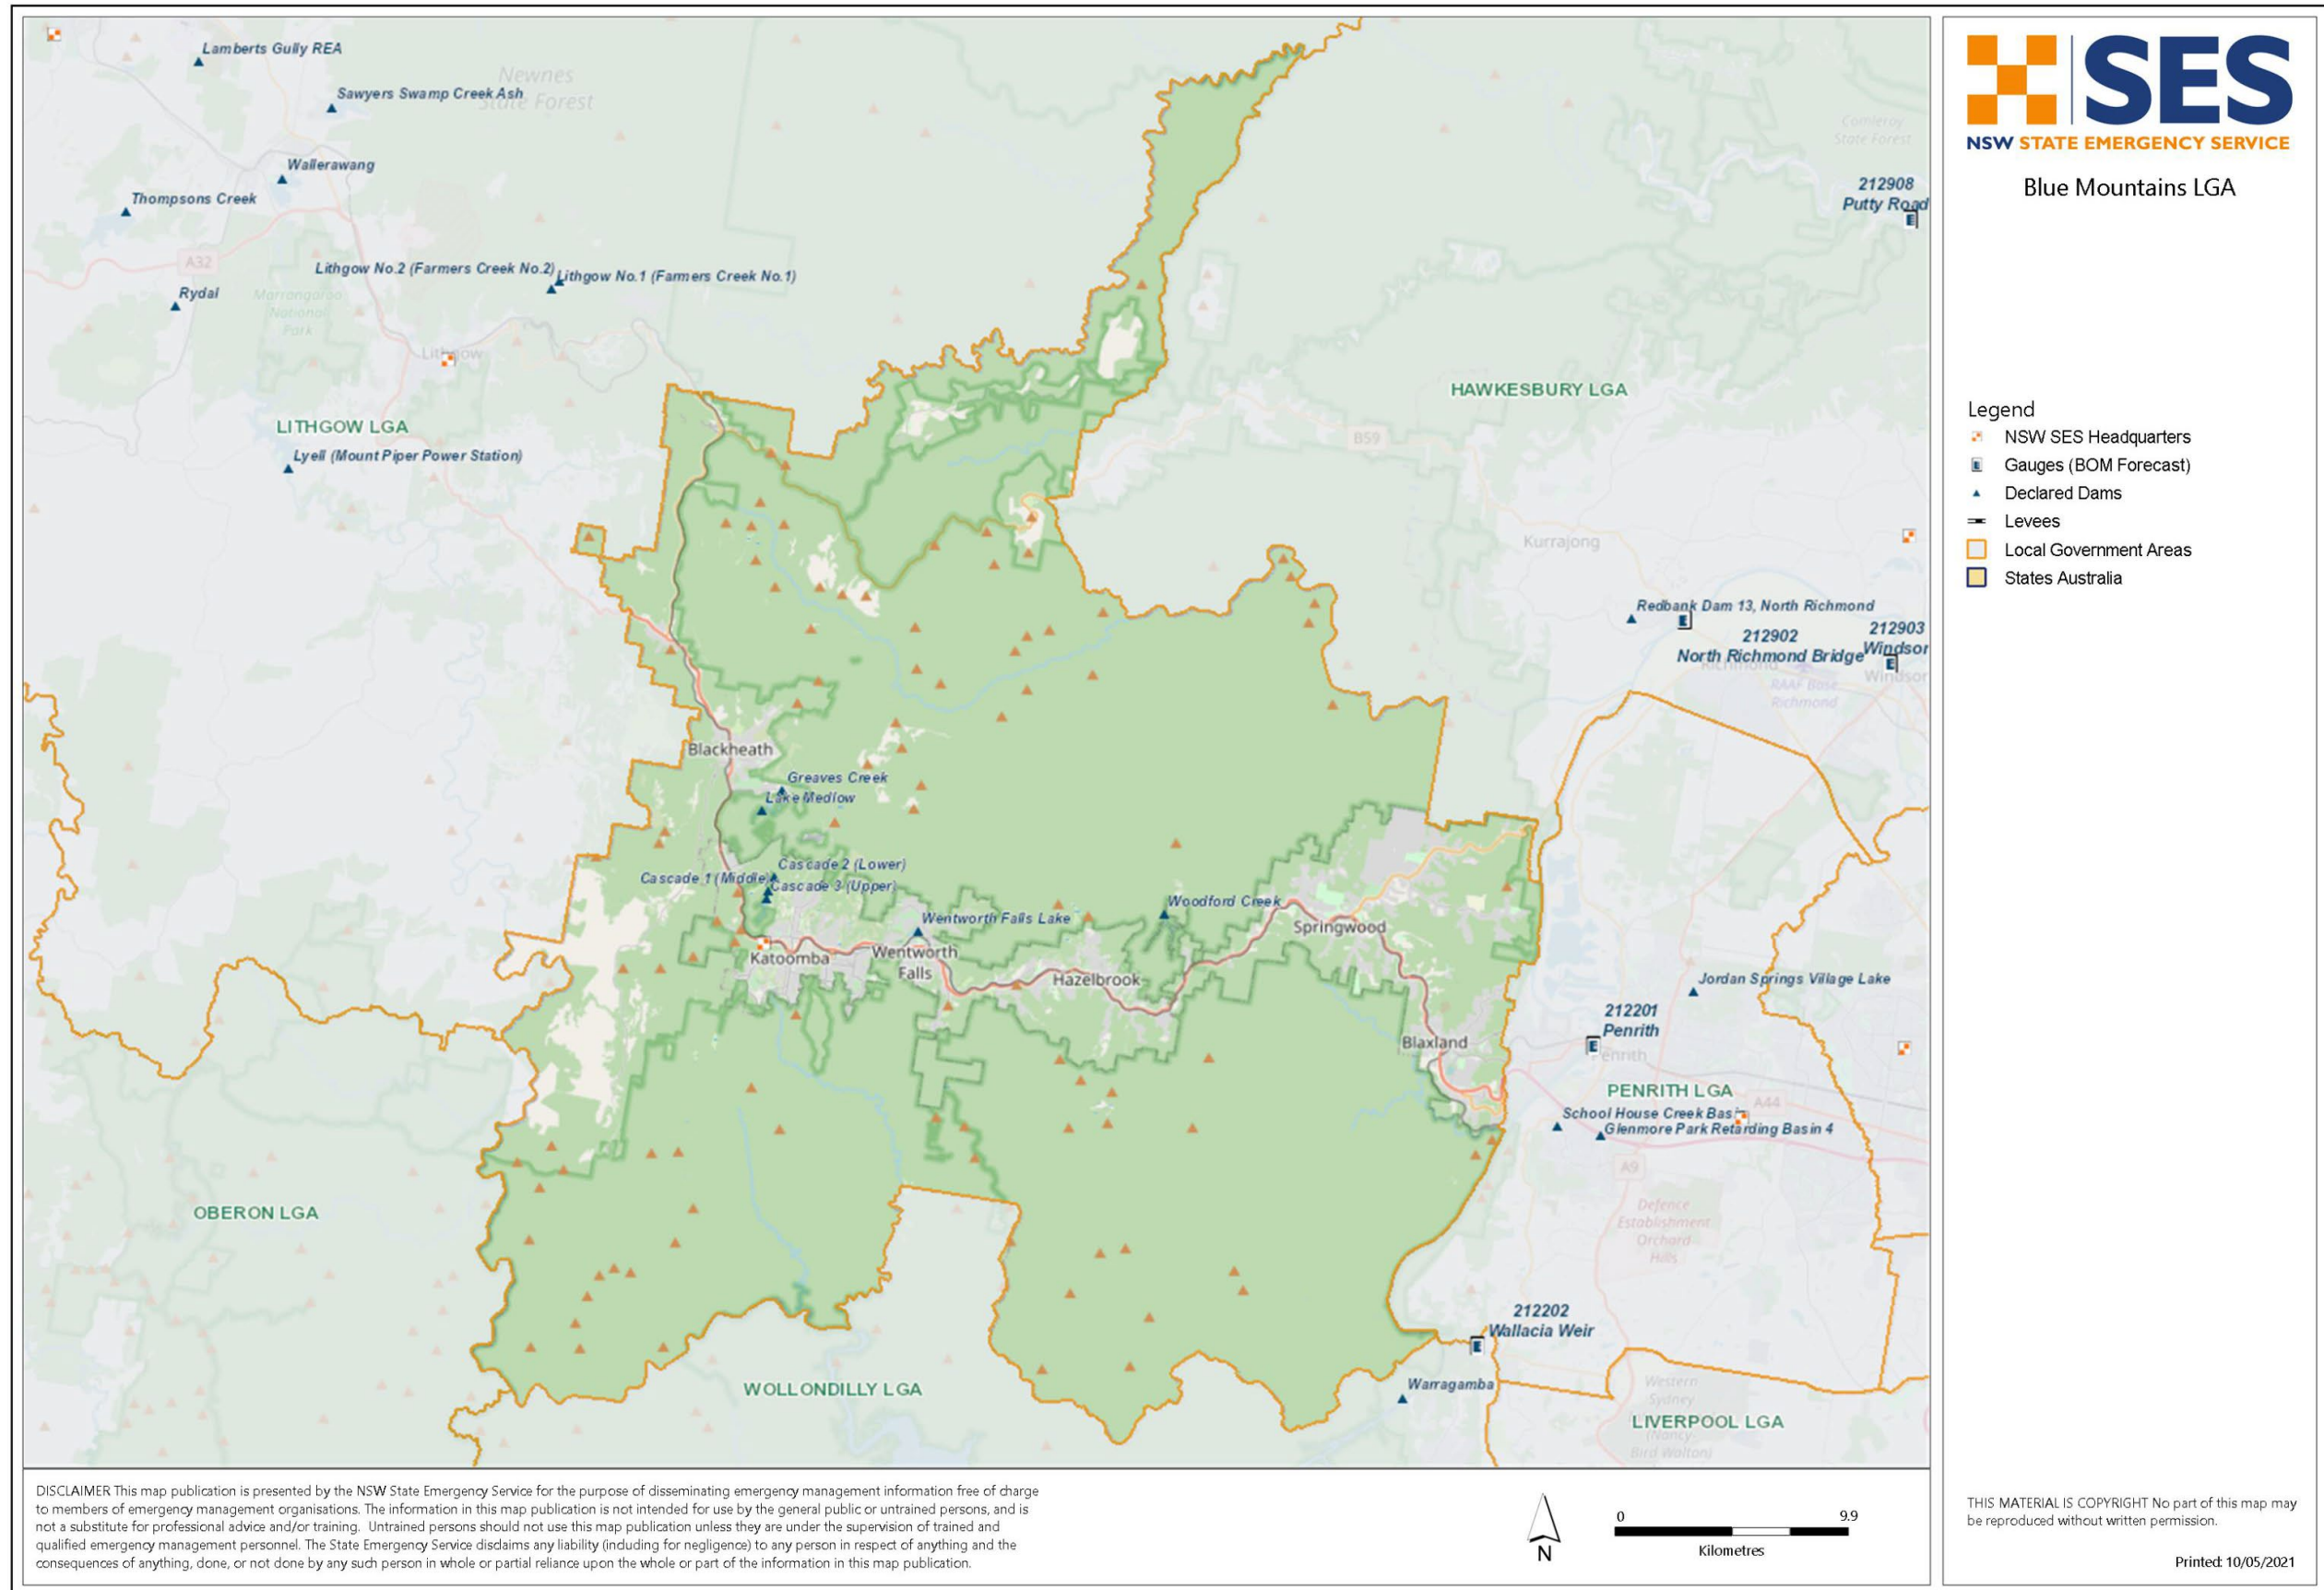 Lamberts Gully REA
Newnes
State Forest
Sawyers Swamp Creek Ash
Wallerawang
Thompsons Creek
A32
Lithgow No.2 (Farmers Creek No.2)
Lithgow No.1 (Farmers Creek No.1)
Rydal
Marrangaroo
National
Park
Lithgow
LITHGOW LGA
Lyell (Mount Piper Power Station)
Comleroy
State Forest
212908
Putty Road
HAWKESBURY LGA
B59
Kurrajong
Redbank Dam 13, North Richmond
212902
North Richmond Bridge
212903
Windsor
Richmond
Windsor
RAAF Base
Richmond
Blackheath
Greaves Creek
Lake Medlow
Cascade 2 (Lower)
Cascade 1 (Middle)
Cascade 3 (Upper)
Wentworth Falls Lake
Woodford Creek
Springwood
Katoomba
Wentworth
Falls
Hazelbrook
Jordan Springs Village Lake
212201
Penrith
Penrith
Blaxland
PENRITH LGA
A44
School House Creek Bas
Glenmore Park Retarding Basin 4
A9
Defence
Establishment
Orchard
Hills
OBERON LGA
212202
Wallacia Weir
WOLLONDILLY LGA
Warragamba
Western
Sydney
LIVERPOOL LGA
(Nancy-
Bird Walton)
DISCLAIMER This map publication is presented by the NSW State Emergency Service for the purpose of disseminating emergency management information free of charge
to members of emergency management organisations. The information in this map publication is not intended for use by the general public or untrained persons, and is
not a substitute for professional advice and/or training. Untrained persons should not use this map publication unless they are under the supervision of trained and
qualified emergency management personnel. The State Emergency Service disclaims any liability (including for negligence) to any person in respect of anything and the
consequences of anything, done, or not done by any such person in whole or partial reliance upon the whole or part of the information in this map publication.
N
0 9.9
Kilometres
SES
NSW STATE EMERGENCY SERVICE
Blue Mountains LGA
Legend
NSW SES Headquarters
Gauges (BOM Forecast)
Declared Dams
Levees
Local Government Areas
States Australia
THIS MATERIAL IS COPYRIGHT No part of this map may
be reproduced without written permission.
Printed: 10/05/2021